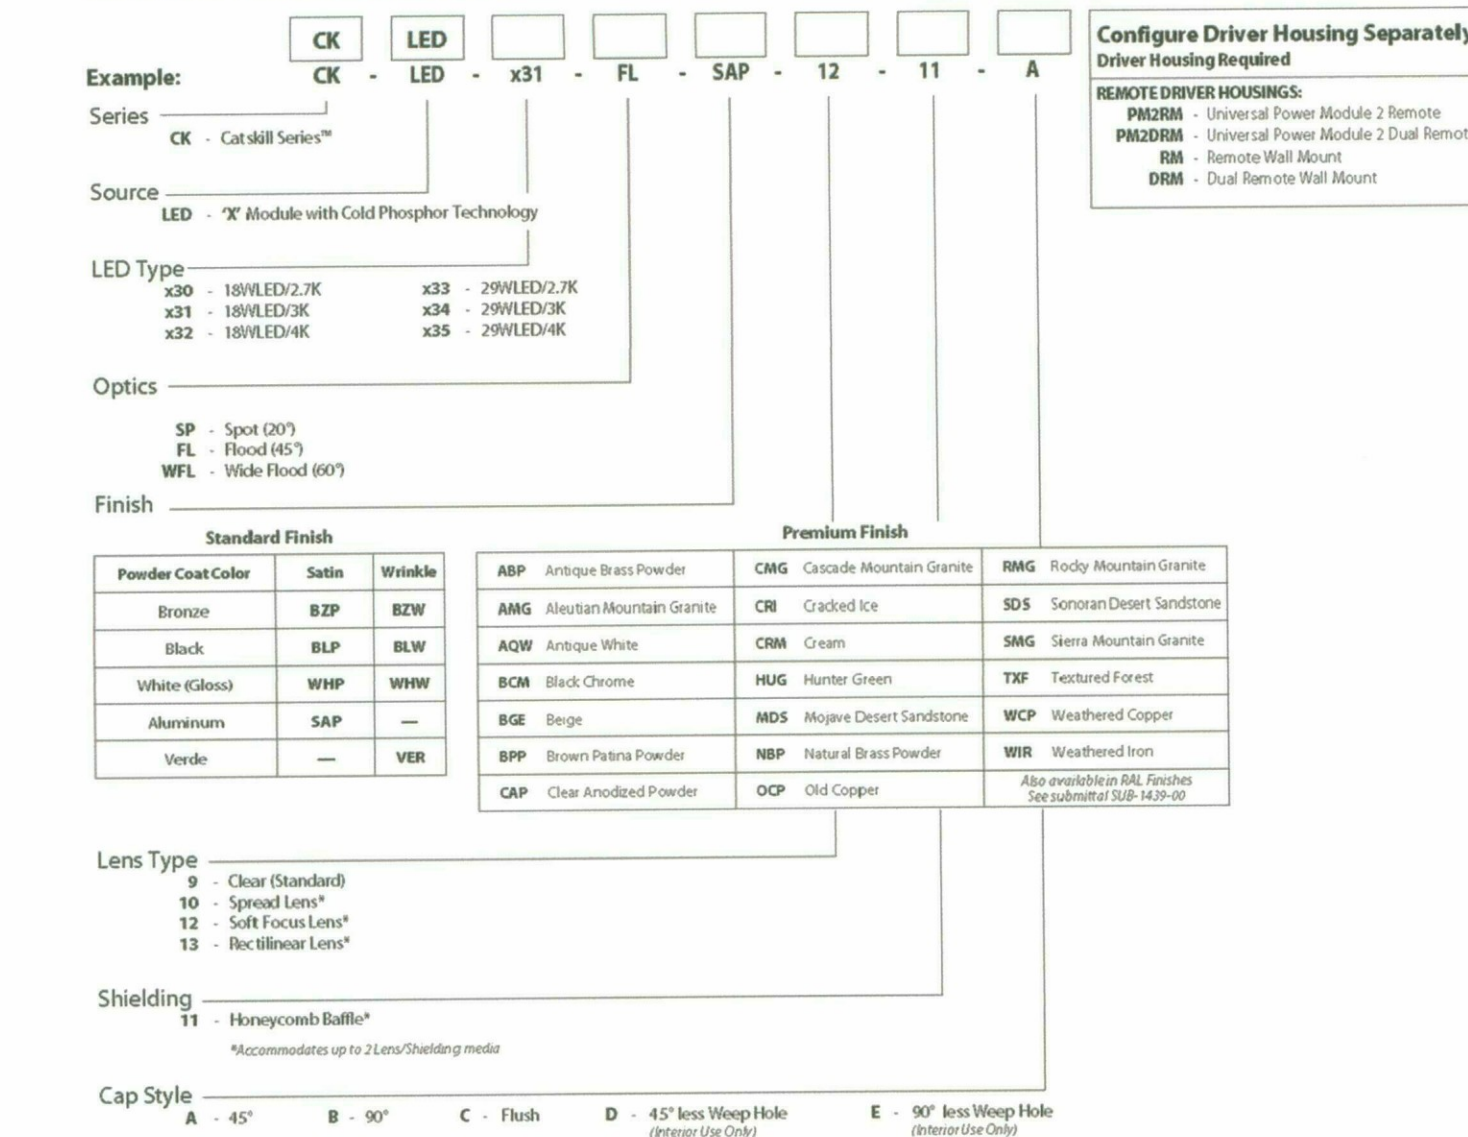 CK LED
Example: CK - LED - x31 - FL - SAP - 12 - 11 - A
Configure Driver Housing Separately
Driver Housing Required
REMOTE DRIVER HOUSINGS:
PM2RM - Universal Power Module 2 Remote
PM2DRM - Universal Power Module 2 Dual Remot
RM - Remote Wall Mount
DRM - Dual Remote Wall Mount
Series
CK - Catskill Series™
Source
LED - 'X' Module with Cold Phosphor Technology
LED Type
x30 - 18WLED/2.7K x33 - 29WLED/2.7K
x31 - 18WLED/3K x34 - 29WLED/3K
x32 - 18WLED/4K x35 - 29WLED/4K
Optics
SP - Spot (20°)
FL - Flood (45°)
WFL - Wide Flood (60°)
Finish
Standard Finish
Powder Coat Color Satin Wrinkle
Bronze BZP BZW
Black BLP BLW
White (Gloss) WHP WHW
Aluminum SAP —
Verde — VER
Premium Finish
ABP Antique Brass Powder CMG Cascade Mountain Granite RMG Rocky Mountain Granite
AMG Aleutian Mountain Granite CRI Cracked Ice SDS Sonoran Desert Sandstone
AQW Antique White CRM Cream SMG Sierra Mountain Granite
BCM Black Chrome HUG Hunter Green TXF Textured Forest
BGE Beige MDS Mojave Desert Sandstone WCP Weathered Copper
BPP Brown Patina Powder NBP Natural Brass Powder WIR Weathered Iron
CAP Clear Anodized Powder OCP Old Copper Also available in RAL Finishes
See submittal SUB-1439-00
Lens Type
9 - Clear (Standard)
10 - Spread Lens*
12 - Soft Focus Lens*
13 - Rectilinear Lens*
Shielding
11 - Honeycomb Baffle*
*Accommodates up to 2 Lens/Shielding media
Cap Style
A - 45° B - 90° C - Flush D - 45° less Weep Hole E - 90° less Weep Hole
(Interior Use Only) (Interior Use Only)